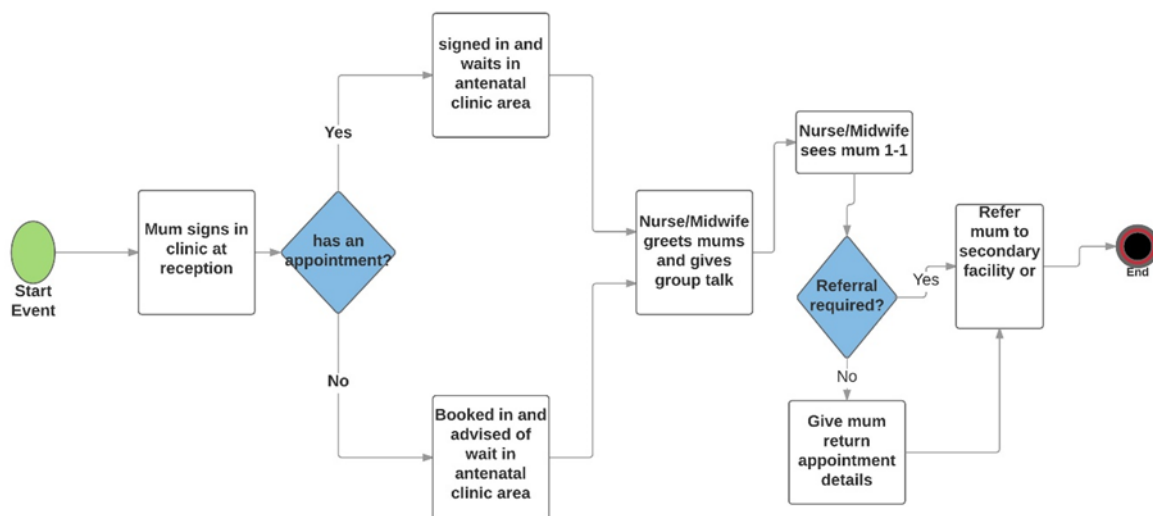 Start
Event
Mum signs in
clinic at
reception
has an
appointment?
Yes
signed in and
waits in
antenatal
clinic area
No
Booked in and
advised of
wait in
antenatal
clinic area
Nurse/Midwife
greets mums
and gives
group talk
Nurse/Midwife
sees mum 1-1
Referral
required?
Yes
Refer
mum to
secondary
facility or
No
Give mum
return
appointment
details
End